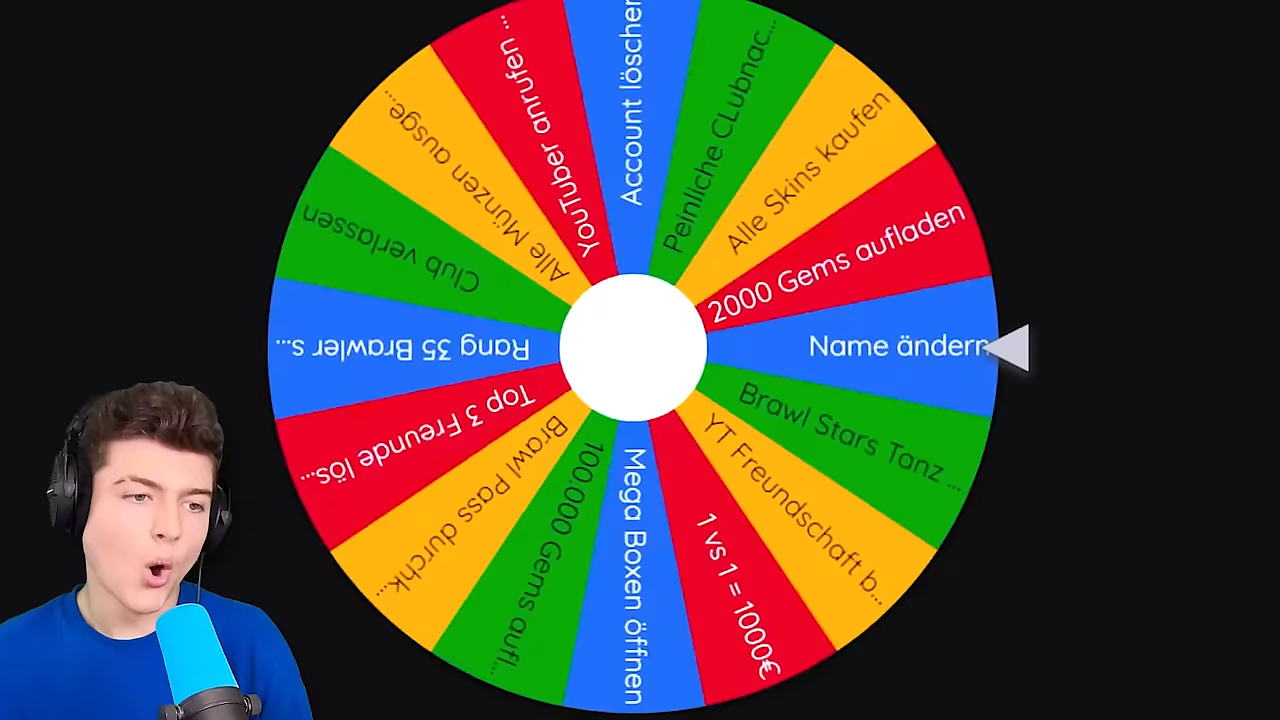 Account löschen
Peinliche CLubnac...
Alle Skins kaufen
2000 Gems aufladen
Name ändern
Brawl Stars Tanz ...
YT Freundschaft b...
1 vs 1 = 1000€
Mega Boxen öffnen
100.000 Gems aufl...
Brawl Pass durchk...
Top 3 Freunde lös...
Rang 35 Brawler s...
Club verlassen
Alle Münzen ausge...
YouTuber anrufen ...